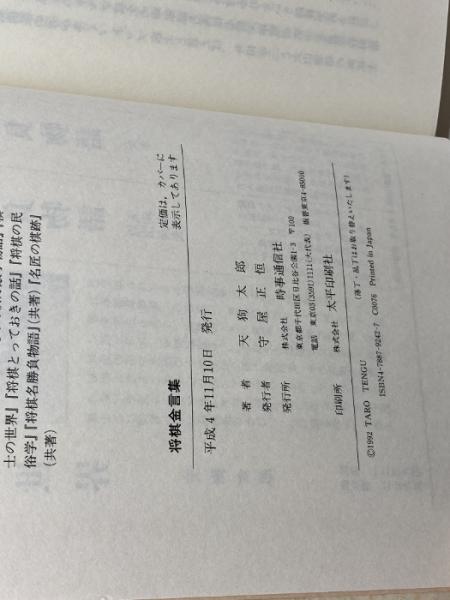 士の世界』『将棋とっておきの話』『将棋の民
俗学』『将棋名勝負物語』(共著)『名匠の棋跡』
(共著)
定価は、カバーに
表示してあります
将棋金言集
平成4年11月10日 発行
著者 天狗太郎
発行者 守屋正恒
発行所 株式会社 時事通信社
東京都千代田区日比谷公園1-3 〒100
電話 東京03(3591)1111(大代表) 振替東京4-85000
印刷所 株式会社 太平印刷社
(落丁・乱丁はお取り替えいたします)
©1992 TARO TENGU
ISBN4-7887-9242-7 C0076 Printed in Japan